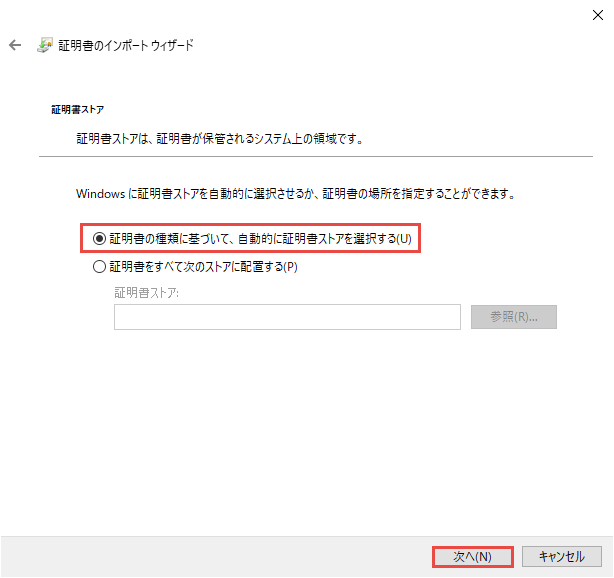 証明書のインポート ウィザード
証明書ストア
証明書ストアは、証明書が保管されるシステム上の領域です。
Windows に証明書ストアを自動的に選択させるか、証明書の場所を指定することができます。
証明書の種類に基づいて、自動的に証明書ストアを選択する(U)
証明書をすべて次のストアに配置する(P)
証明書ストア:
参照(R)...
次へ(N)
キャンセル